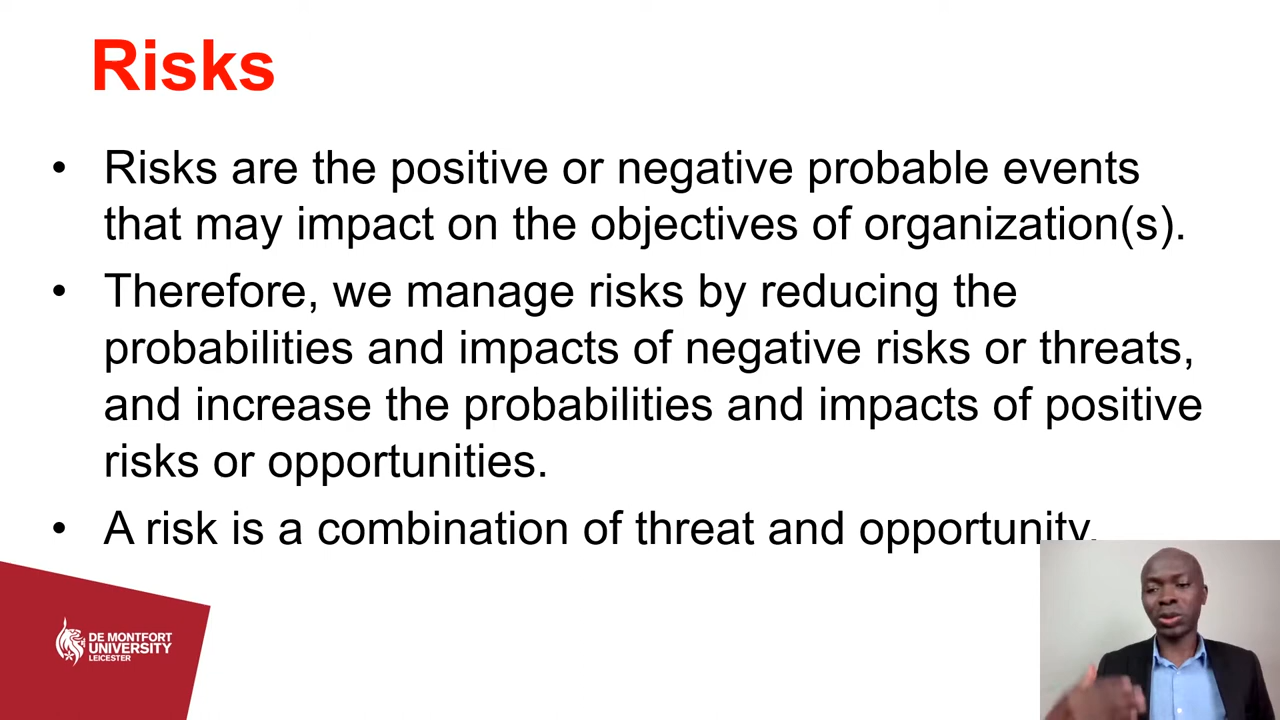 Risks
• Risks are the positive or negative probable events
that may impact on the objectives of organization(s).
• Therefore, we manage risks by reducing the
probabilities and impacts of negative risks or threats,
and increase the probabilities and impacts of positive
risks or opportunities.
• A risk is a combination of threat and opportunity.
DE MONTFORT
UNIVERSITY
LEICESTER